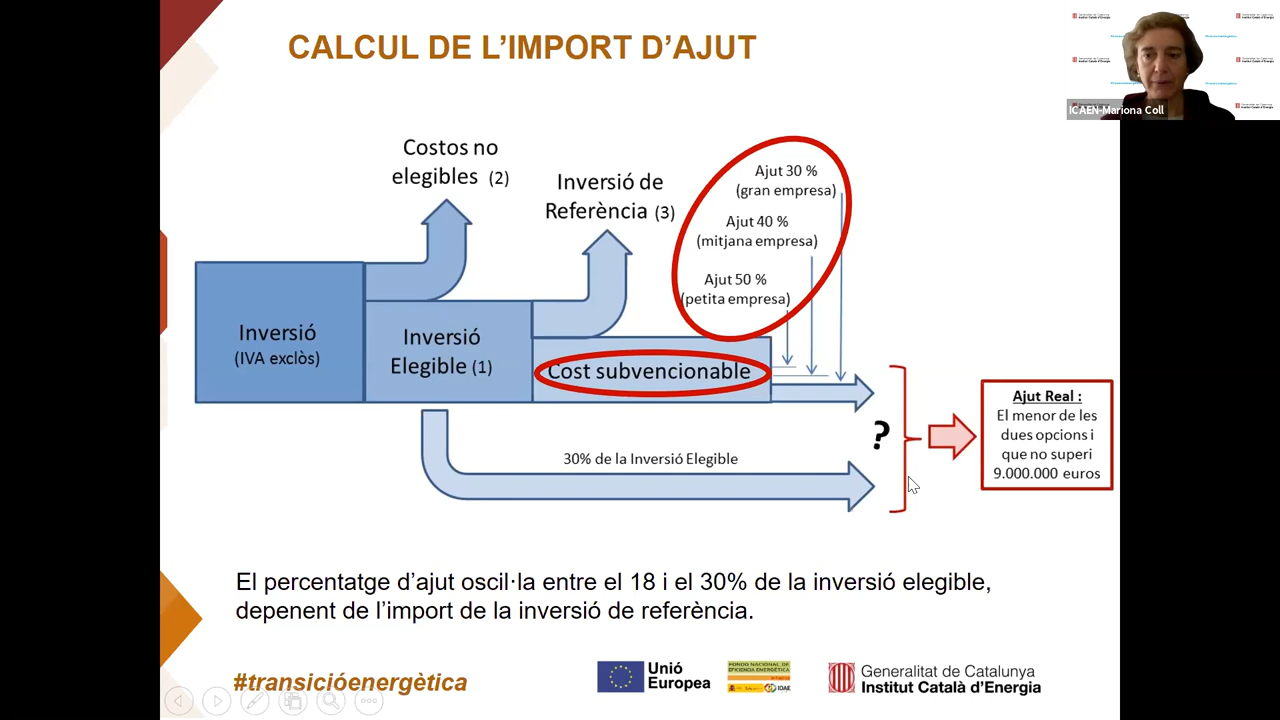 CALCUL DE L’IMPORT D’AJUT
ICAEN-Mariona Coll
Costos no
elegibles (2)
Inversió de
Referència (3)
Ajut 30 %
(gran empresa)
Ajut 40 %
(mitjana empresa)
Ajut 50 %
(petita empresa)
Inversió
(IVA exclòs)
Inversió
Elegible (1)
Cost subvencionable
?
30% de la Inversió Elegible
Ajut Real :
El menor de les
dues opcions i
que no superi
9.000.000 euros
El percentatge d’ajut oscil·la entre el 18 i el 30% de la inversió elegible,
depenent de l’import de la inversió de referència.
#transicióenergètica
Unió
Europea
FONDO NACIONAL DE
EFICIENCIA ENERGÉTICA
IDAE
Generalitat de Catalunya
Institut Català d’Energia